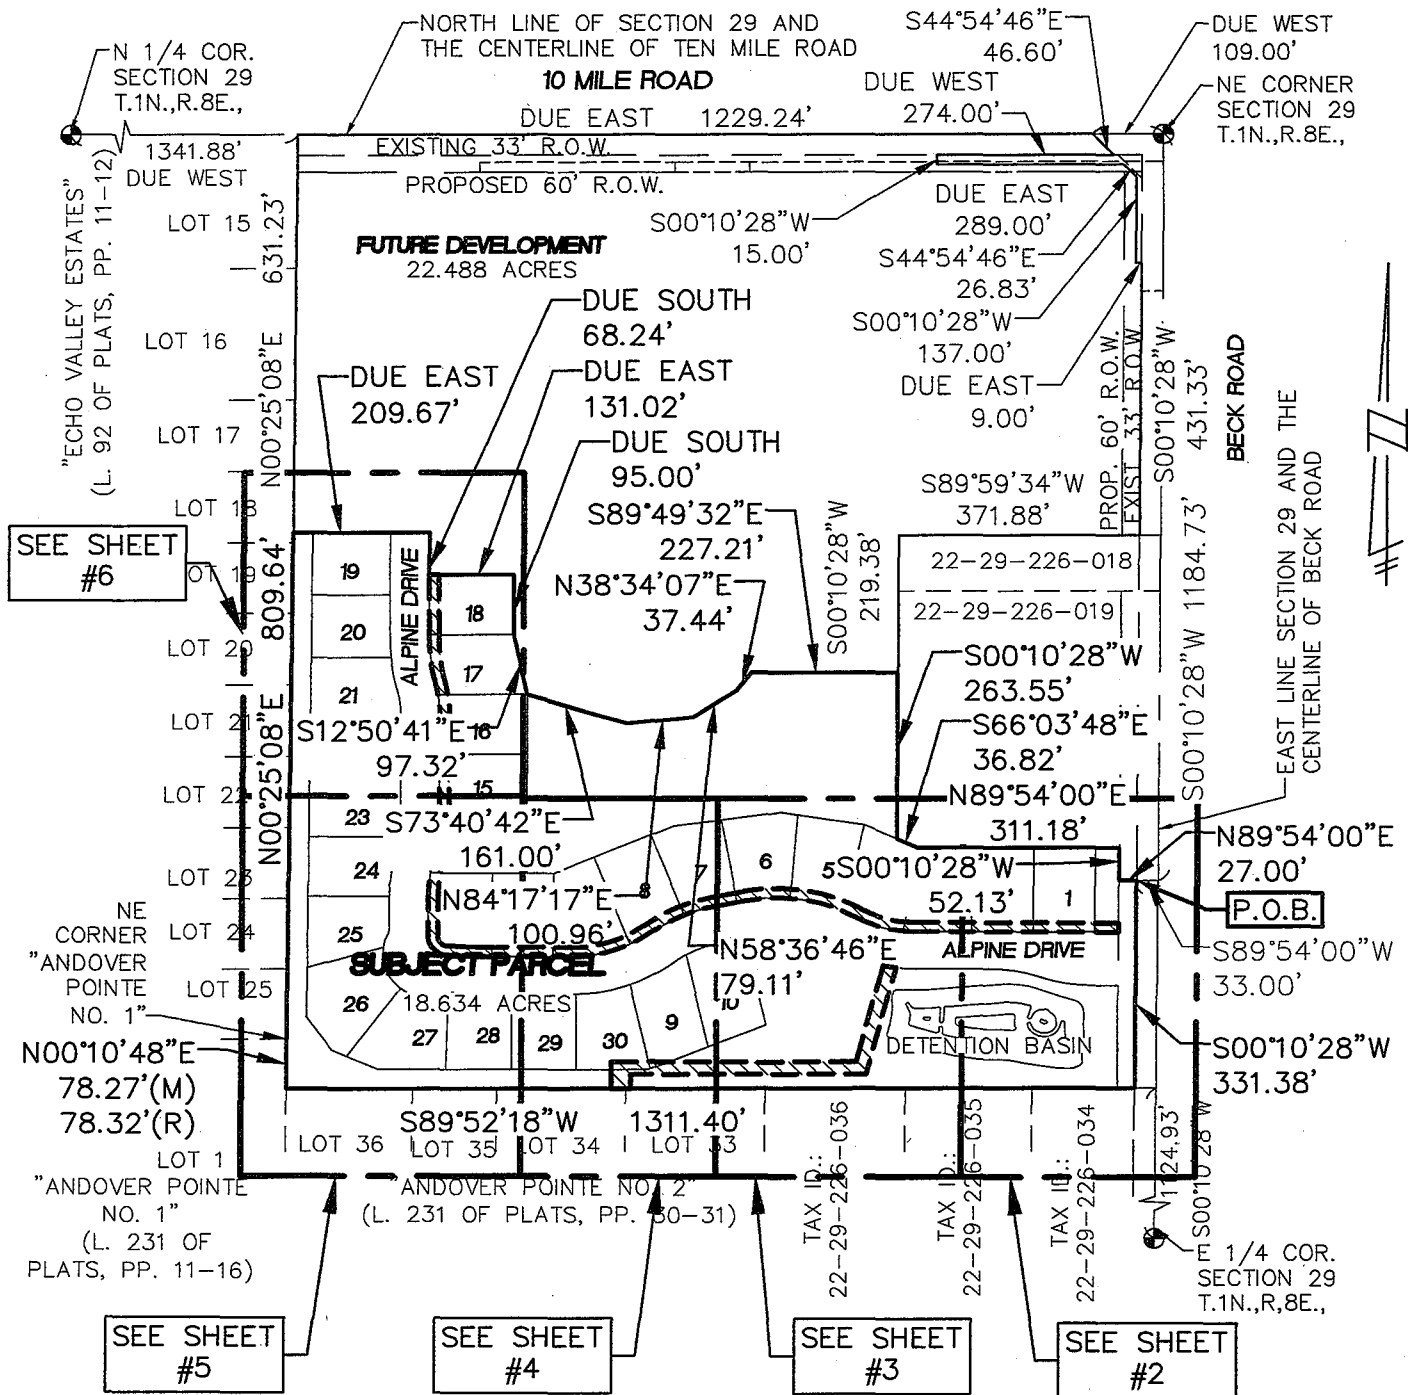 NORTH LINE OF SECTION 29 AND
THE CENTERLINE OF TEN MILE ROAD
10 MILE ROAD
N 1/4 COR.
SECTION 29
T.1N.,R.8E.,
S44°54'46"E
46.60'
DUE WEST
109.00'
DUE WEST
274.00'
NE CORNER
SECTION 29
T.1N.,R.8E.,
DUE EAST 1229.24'
1341.88'
DUE WEST
EXISTING 33' R.O.W.
PROPOSED 60' R.O.W.
"ECHO VALLEY ESTATES"
(L. 92 OF PLATS, PP. 11-12)
LOT 15
631.23'
N00°25'08"E
FUTURE DEVELOPMENT
22.488 ACRES
S00°10'28"W
15.00'
DUE EAST
289.00'
S44°54'46"E
26.83'
S00°10'28"W
137.00'
DUE EAST
9.00'
PROP. 60' R.O.W.
EXIST 33' R.O.W
S00°10'28"W
431.33'
BECK ROAD
LOT 16
DUE SOUTH
68.24'
DUE EAST
209.67'
DUE EAST
131.02'
DUE SOUTH
95.00'
LOT 17
LOT 18
S89°49'32"E
227.21'
N38°34'07"E
37.44'
S00°10'28"W
219.38'
S89°59'34"W
371.88'
22-29-226-018
22-29-226-019
S00°10'28"W 1184.73'
EAST LINE SECTION 29 AND THE
CENTERLINE OF BECK ROAD
SEE SHEET
#6
LOT 19
809.64'
N00°25'08"E
19
20
21
ALPINE DRIVE
18
17
16
15
LOT 20
LOT 21
LOT 22
S12°50'41"E
97.32'
S00°10'28"W
263.55'
S66°03'48"E
36.82'
N89°54'00"E
311.18'
S73°40'42"E
161.00'
23
24
25
26
LOT 23
LOT 24
LOT 25
N84°17'17"E
100.96'
8
7
6
5
S00°10'28"W
52.13'
1
N89°54'00"E
27.00'
P.O.B.
S89°54'00"W
33.00'
NE
CORNER
"ANDOVER
POINTE
NO. 1"
SUBJECT PARCEL
18.634 ACRES
N58°36'46"E
79.11'
ALPINE DRIVE
27
28
29
30
9
10
DETENTION BASIN
N00°10'48"E
78.27'(M)
78.32'(R)
S00°10'28"W
331.38'
S89°52'18"W 1311.40'
LOT 36
LOT 35
LOT 34
LOT 33
LOT 1
"ANDOVER POINTE
NO. 1"
(L. 231 OF
PLATS, PP. 11-16)
"ANDOVER POINTE NO. 2"
(L. 231 OF PLATS, PP. 30-31)
TAX ID.:
22-29-226-036
TAX ID.:
22-29-226-035
TAX ID.:
22-29-226-034
1124.93'
S00°10'28"W
E 1/4 COR.
SECTION 29
T.1N.,R,8E.,
SEE SHEET
#5
SEE SHEET
#4
SEE SHEET
#3
SEE SHEET
#2